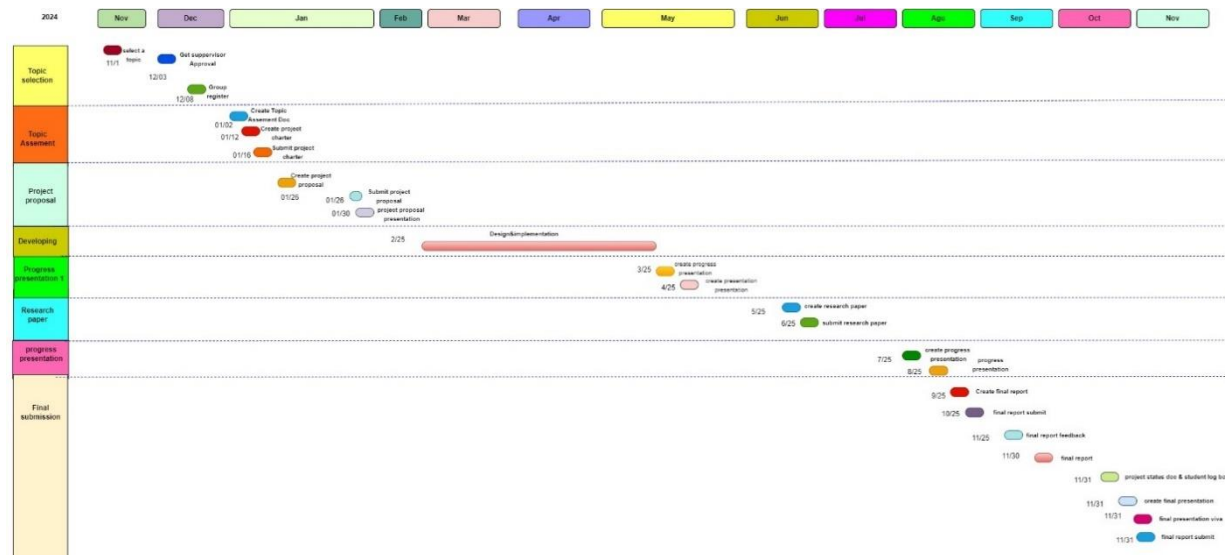 2024
Nov
Dec
Jan
Feb
Mar
Apr
May
Jun
Jul
Agu
Sep
Oct
Nov
Topic
selection
select a
topic
11/1
Get suppervisor
Approval
12/03
Group
register
12/08
Topic
Assement
Create Topic
Assement Doc
01/02
Create project
charter
01/12
Submit project
charter
01/16
Project
proposal
Create project
proposal
01/25
Submit project
proposal
01/26
project proposal
presentation
01/30
Developing
Design&implementation
2/25
Progress
presentation 1
create progress
presentation
3/25
create presentation
presentation
4/25
Research
paper
create research paper
5/25
submit research paper
6/25
progress
presentation
create progress
presentation
7/25
progress
presentation
8/25
Final
submission
Create final report
9/25
final report submit
10/25
final report feedback
11/25
final report
11/30
project status doc & student log bo
11/31
create final presentation
11/31
final presentation viva
11/31
final report submit
11/31